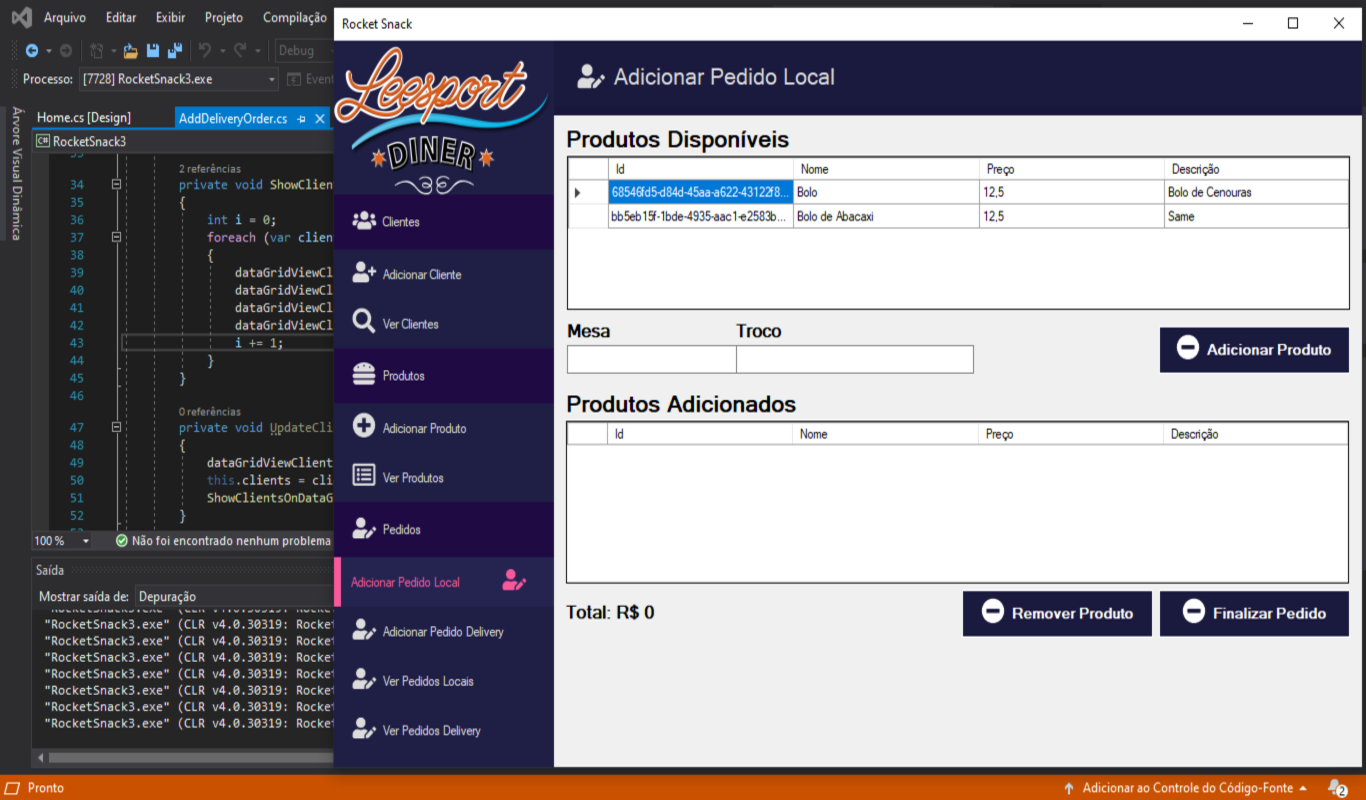 Arquivo Editar Exibir Projeto Compilação
Debug
Processo: [7728] RocketSnack3.exe
Home.cs [Design] AddDeliveryOrder.cs
RocketSnack3
Árvore Visual Dinâmica
2 referências
34 private void ShowClien
35 {
36 int i = 0;
37 foreach (var clien
38 {
39 dataGridViewCl
40 dataGridViewCl
41 dataGridViewCl
42 dataGridViewCl
43 i += 1;
44 }
45 }
46
0 referências
47 private void UpdateCli
48 {
49 dataGridViewClient
50 this.clients = cli
51 ShowClientsOnDataG
52 }
100 % Não foi encontrado nenhum problema
Saída
Mostrar saída de: Depuração
"RocketSnack3.exe" (CLR v4.0.30319: Rocket
"RocketSnack3.exe" (CLR v4.0.30319: Rocket
"RocketSnack3.exe" (CLR v4.0.30319: Rocket
"RocketSnack3.exe" (CLR v4.0.30319: Rocket
"RocketSnack3.exe" (CLR v4.0.30319: Rocket
"RocketSnack3.exe" (CLR v4.0.30319: Rocket
"RocketSnack3.exe" (CLR v4.0.30319: Rocket
Pronto
Rocket Snack
Leesport
DINER
Clientes
Adicionar Cliente
Ver Clientes
Produtos
Adicionar Produto
Ver Produtos
Pedidos
Adicionar Pedido Local
Adicionar Pedido Delivery
Ver Pedidos Locais
Ver Pedidos Delivery
Adicionar Pedido Local
Produtos Disponíveis
Id Nome Preço Descrição
68546fd5-d84d-45aa-a622-43122f8... Bolo 12,5 Bolo de Cenouras
bb5eb15f-1bde-4935-aac1-e2583b... Bolo de Abacaxi 12,5 Same
Mesa Troco
Adicionar Produto
Produtos Adicionados
Id Nome Preço Descrição
Total: R$ 0
Remover Produto Finalizar Pedido
Adicionar ao Controle do Código-Fonte
2